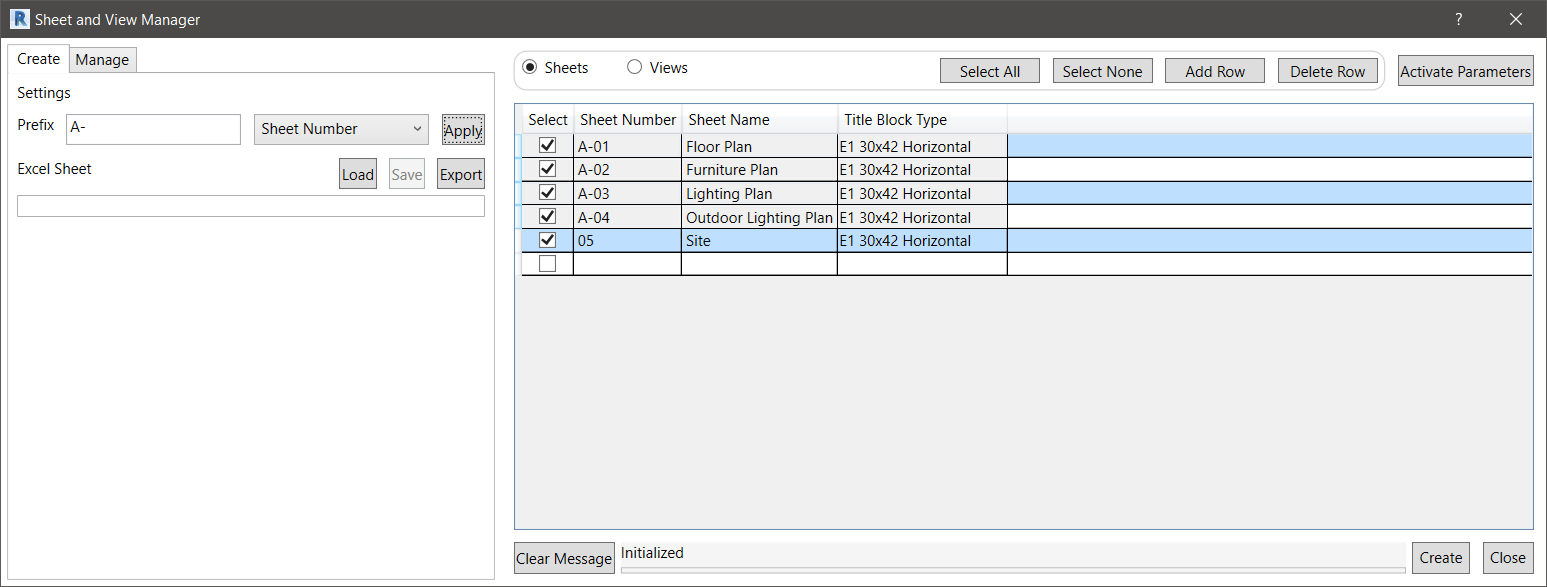 R Sheet and View Manager ?
Create Manage
Settings
Prefix A- Sheet Number Apply
Excel Sheet Load Save Export
Sheets Views Select All Select None Add Row Delete Row Activate Parameters
Select Sheet Number Sheet Name Title Block Type
A-01 Floor Plan E1 30x42 Horizontal
A-02 Furniture Plan E1 30x42 Horizontal
A-03 Lighting Plan E1 30x42 Horizontal
A-04 Outdoor Lighting Plan E1 30x42 Horizontal
05 Site E1 30x42 Horizontal
Clear Message Initialized Create Close